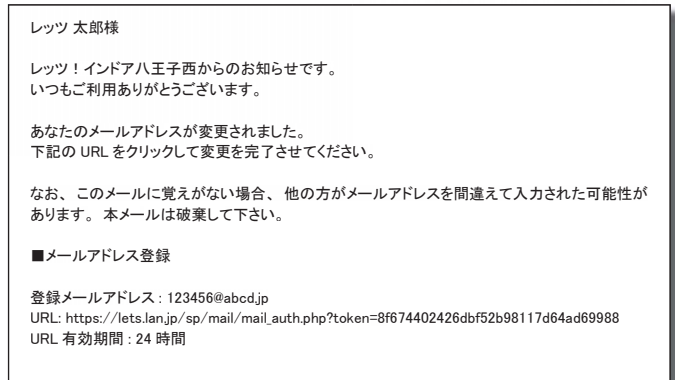 レッツ 太郎様
レッツ！インドア八王子西からのお知らせです。
いつもご利用ありがとうございます。
あなたのメールアドレスが変更されました。
下記の URL をクリックして変更を完了させてください。
なお、このメールに覚えがない場合、他の方がメールアドレスを間違えて入力された可能性が
あります。本メールは破棄して下さい。
■メールアドレス登録
登録メールアドレス : 123456@abcd.jp
URL: https://lets.lan.jp/sp/mail/mail_auth.php?token=8f674402426dbf52b98117d64ad69988
URL 有効期間 : 24 時間